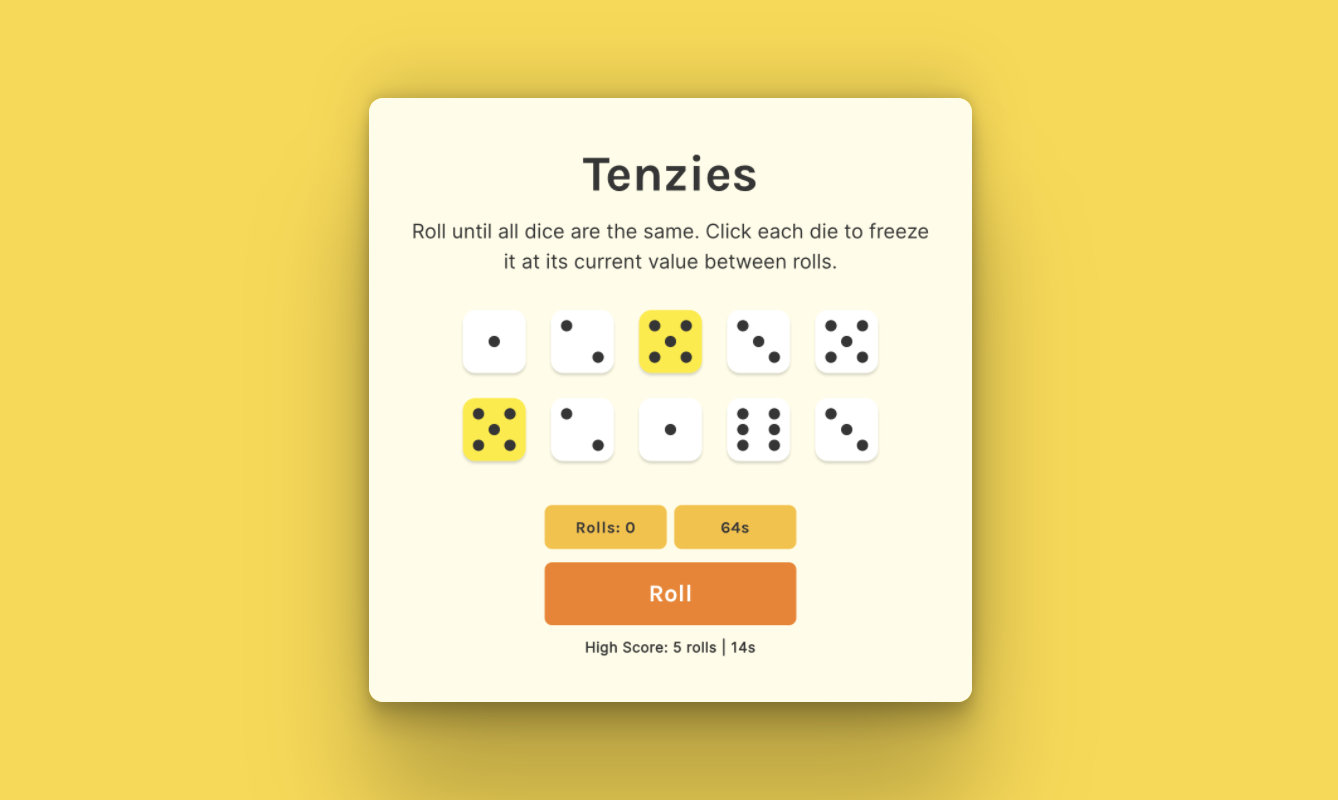 Tenzies
Roll until all dice are the same. Click each die to freeze
it at its current value between rolls.
Rolls: 0
64s
Roll
High Score: 5 rolls | 14s